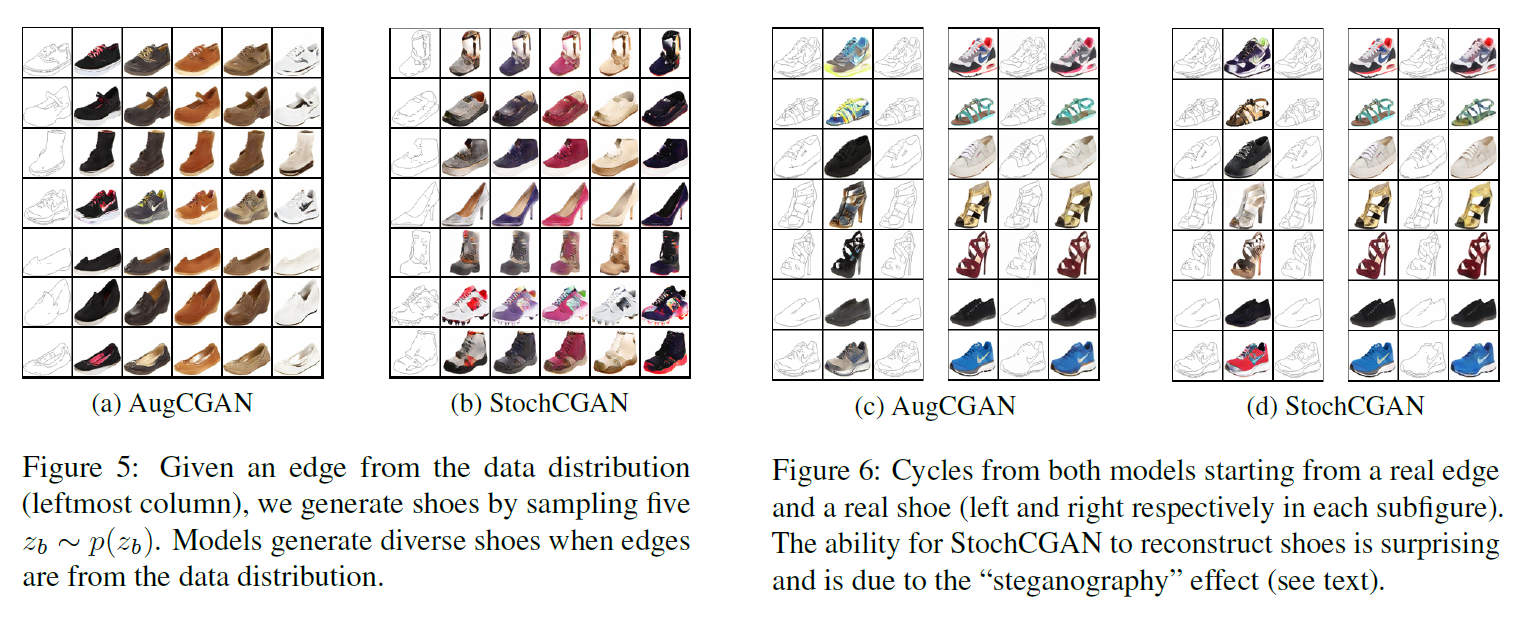 (a) AugCGAN
(b) StochCGAN
Figure 5: Given an edge from the data distribution
(leftmost column), we generate shoes by sampling five
z_b ∼ p(z_b). Models generate diverse shoes when edges
are from the data distribution.
(c) AugCGAN
(d) StochCGAN
Figure 6: Cycles from both models starting from a real edge
and a real shoe (left and right respectively in each subfigure).
The ability for StochCGAN to reconstruct shoes is surprising
and is due to the “steganography” effect (see text).